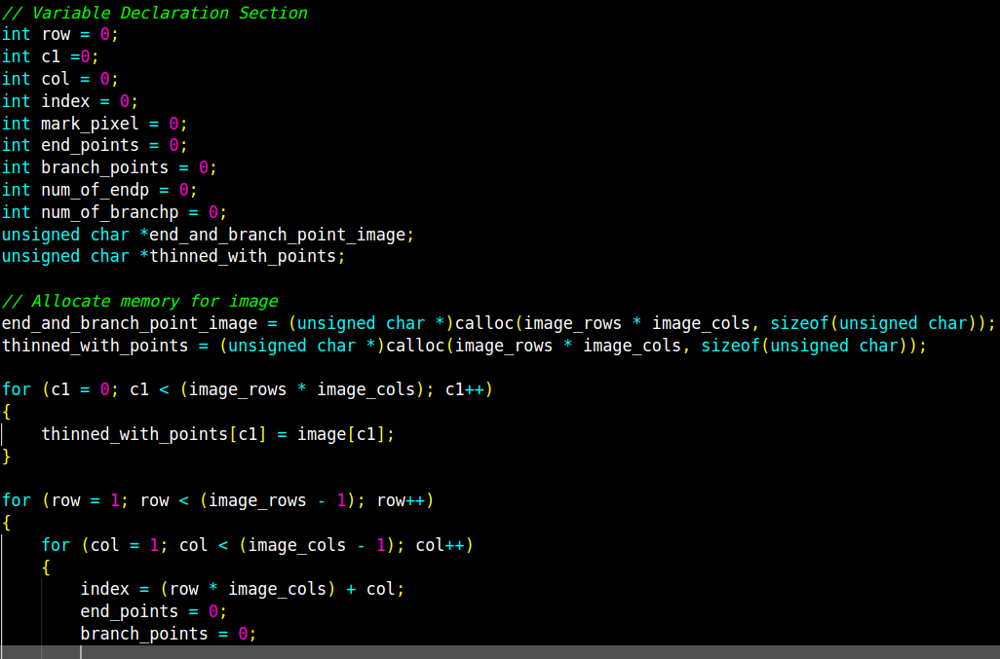 // Variable Declaration Section
int row = 0;
int c1 =0;
int col = 0;
int index = 0;
int mark_pixel = 0;
int end_points = 0;
int branch_points = 0;
int num_of_endp = 0;
int num_of_branchp = 0;
unsigned char *end_and_branch_point_image;
unsigned char *thinned_with_points;

// Allocate memory for image
end_and_branch_point_image = (unsigned char *)calloc(image_rows * image_cols, sizeof(unsigned char));
thinned_with_points = (unsigned char *)calloc(image_rows * image_cols, sizeof(unsigned char));

for (c1 = 0; c1 < (image_rows * image_cols); c1++)
{
    thinned_with_points[c1] = image[c1];
}

for (row = 1; row < (image_rows - 1); row++)
{
    for (col = 1; col < (image_cols - 1); col++)
    {
        index = (row * image_cols) + col;
        end_points = 0;
        branch_points = 0;